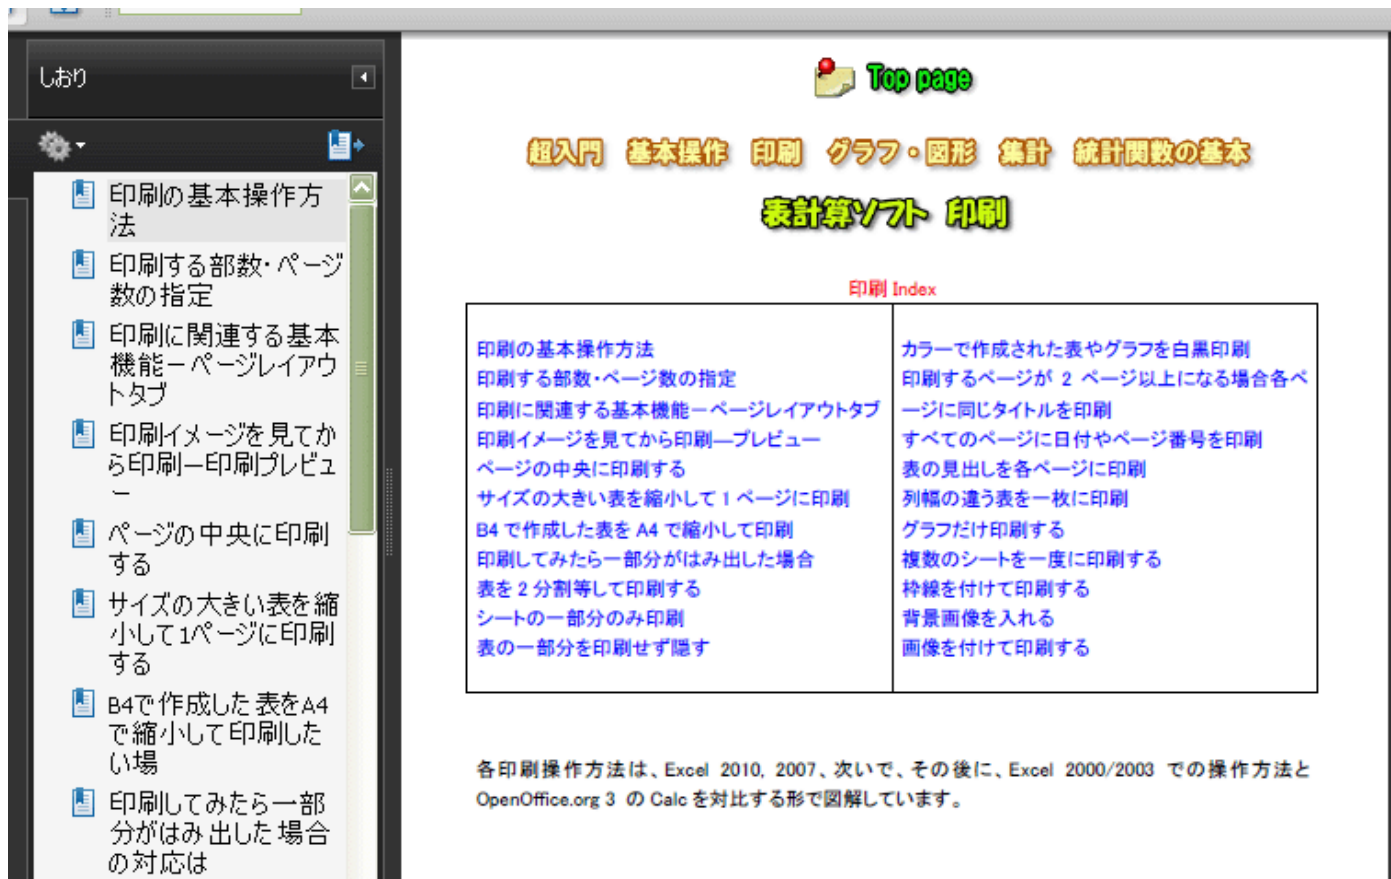 しおり
印刷の基本操作方
法
印刷する部数・ページ
数の指定
印刷に関連する基本
機能－ページレイアウ
トタブ
印刷イメージを見てか
ら印刷―印刷プレビュ
ー
ページの中央に印刷
する
サイズの大きい表を縮
小して1ページに印刷
する
B4で作成した表をA4
で縮小して印刷した
い場
印刷してみたら一部
分がはみ出した場合
の対応は
Top page
超入門 基本操作 印刷 グラフ・図形 集計 統計関数の基本
表計算ソフト 印刷
印刷 Index
印刷の基本操作方法
印刷する部数・ページ数の指定
印刷に関連する基本機能－ページレイアウトタブ
印刷イメージを見てから印刷―プレビュー
ページの中央に印刷する
サイズの大きい表を縮小して 1 ページに印刷
B4 で作成した表を A4 で縮小して印刷
印刷してみたら一部分がはみ出した場合
表を 2 分割等して印刷する
シートの一部分のみ印刷
表の一部分を印刷せず隠す
カラーで作成された表やグラフを白黒印刷
印刷するページが 2 ページ以上になる場合各ペ
ージに同じタイトルを印刷
すべてのページに日付やページ番号を印刷
表の見出しを各ページに印刷
列幅の違う表を一枚に印刷
グラフだけ印刷する
複数のシートを一度に印刷する
枠線を付けて印刷する
背景画像を入れる
画像を付けて印刷する
各印刷操作方法は、Excel 2010, 2007、次いで、その後に、Excel 2000/2003 での操作方法と
OpenOffice.org 3 の Calc を対比する形で図解しています。